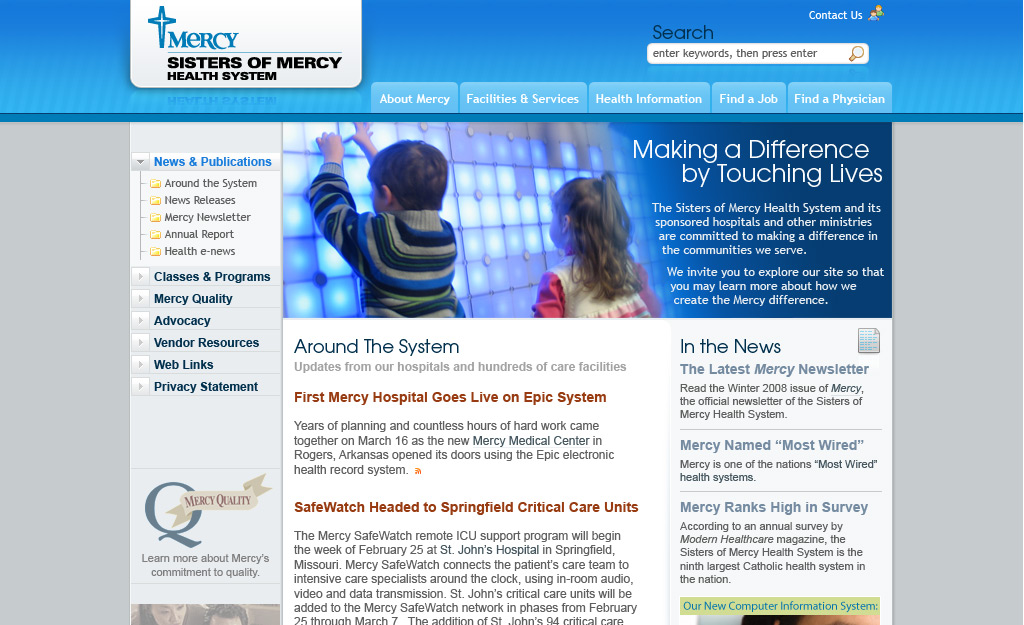 Contact Us
MERCY
SISTERS OF MERCY
HEALTH SYSTEM
Search
enter keywords, then press enter
About Mercy
Facilities & Services
Health Information
Find a Job
Find a Physician
News & Publications
Around the System
News Releases
Mercy Newsletter
Annual Report
Health e-news
Classes & Programs
Mercy Quality
Advocacy
Vendor Resources
Web Links
Privacy Statement
MERCY QUALITY
Learn more about Mercy's
commitment to quality.
Making a Difference
by Touching Lives
The Sisters of Mercy Health System and its
sponsored hospitals and other ministries
are committed to making a difference in
the communities we serve.
We invite you to explore our site so that
you may learn more about how we
create the Mercy difference.
Around The System
Updates from our hospitals and hundreds of care facilities
First Mercy Hospital Goes Live on Epic System
Years of planning and countless hours of hard work came
together on March 16 as the new Mercy Medical Center in
Rogers, Arkansas opened its doors using the Epic electronic
health record system.
SafeWatch Headed to Springfield Critical Care Units
The Mercy SafeWatch remote ICU support program will begin
the week of February 25 at St. John's Hospital in Springfield,
Missouri. Mercy SafeWatch connects the patient's care team to
intensive care specialists around the clock, using in-room audio,
video and data transmission. St. John's critical care units will be
added to the Mercy SafeWatch network in phases from February
25 through March 7. The addition of St. John's 94 critical care
In the News
The Latest Mercy Newsletter
Read the Winter 2008 issue of Mercy,
the official newsletter of the Sisters of
Mercy Health System.
Mercy Named “Most Wired”
Mercy is one of the nations “Most Wired”
health systems.
Mercy Ranks High in Survey
According to an annual survey by
Modern Healthcare magazine, the
Sisters of Mercy Health System is the
ninth largest Catholic health system in
the nation.
Our New Computer Information System: